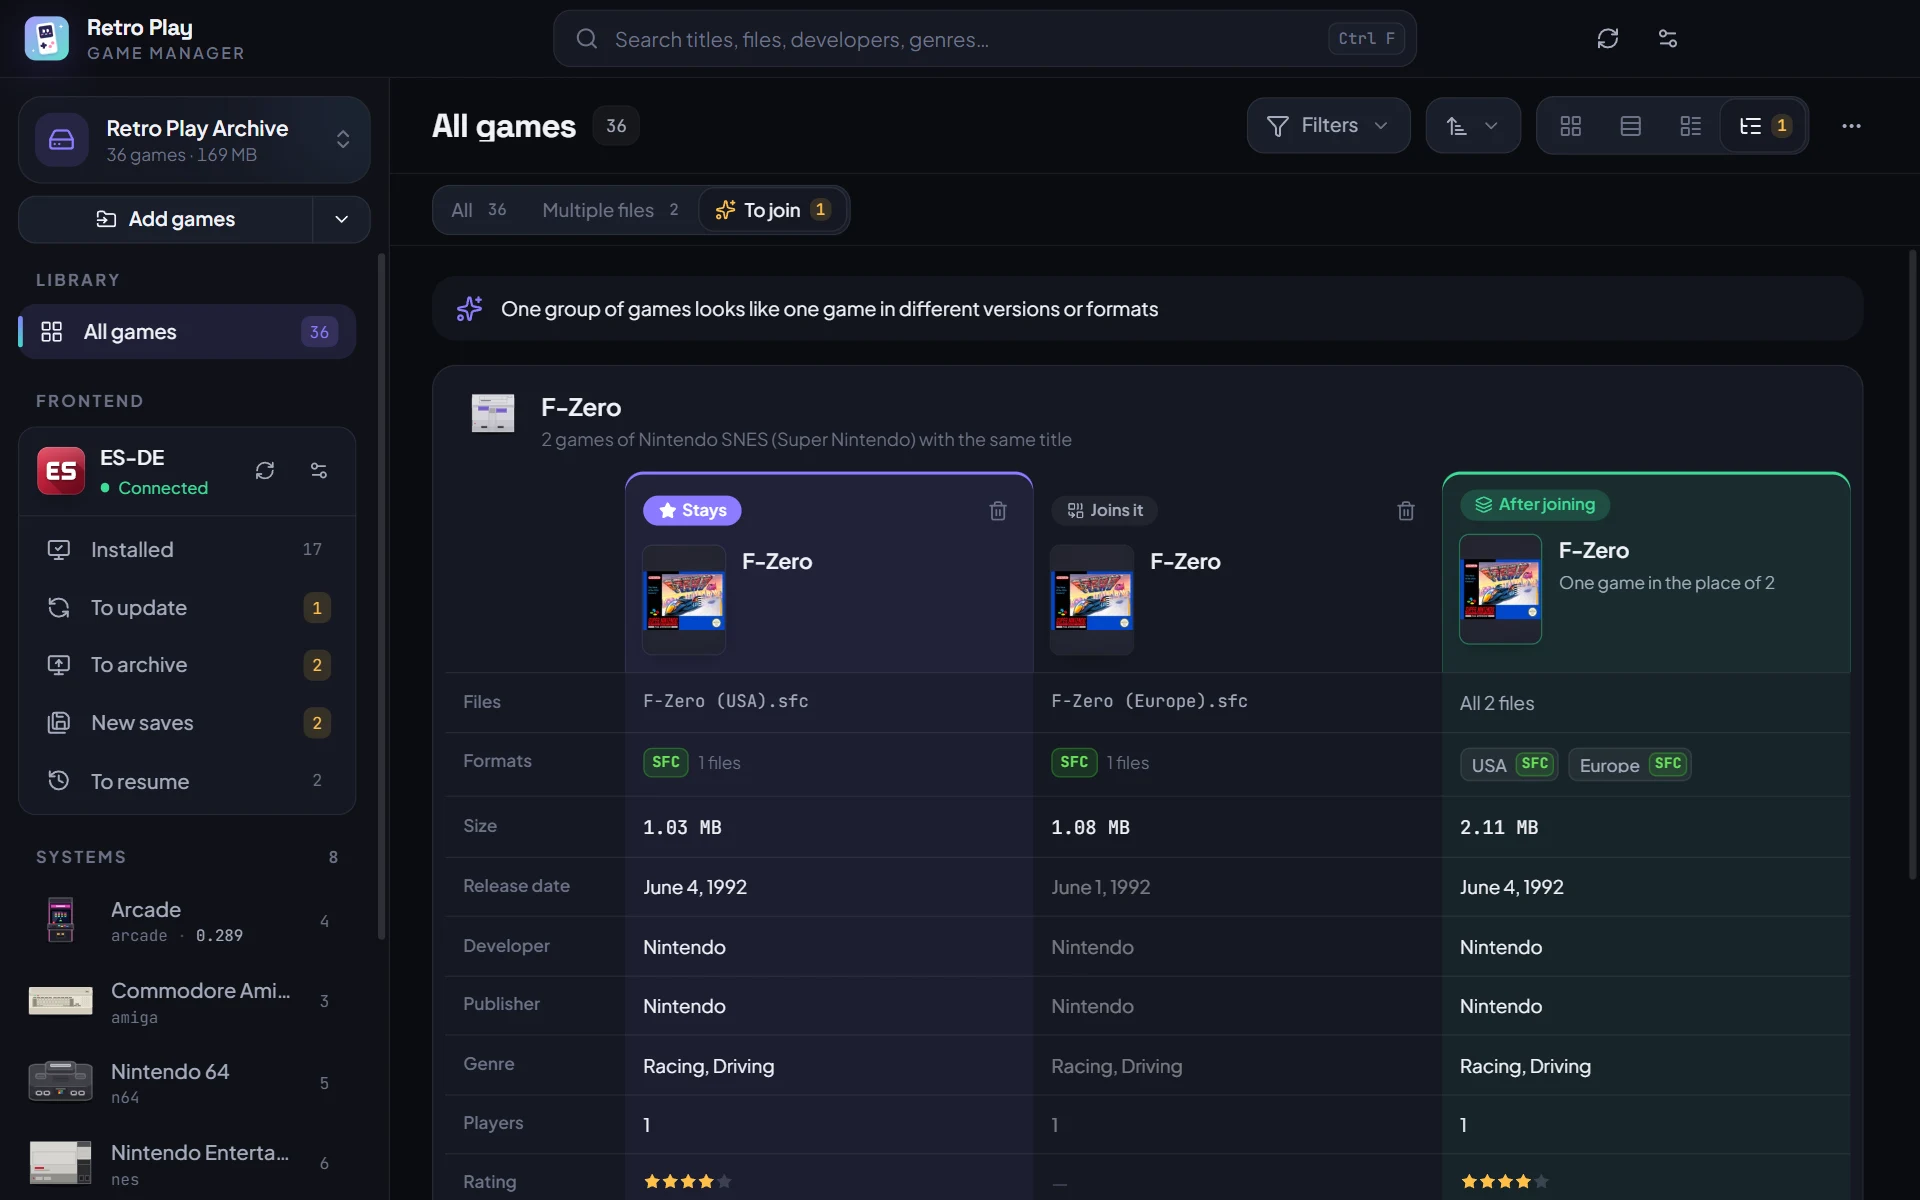 Retro Play
GAME MANAGER
Search titles, files, developers, genres...
Ctrl F
Retro Play Archive
36 games · 169 MB
Add games
LIBRARY
All games 36
FRONTEND
ES
ES-DE
Connected
Installed 17
To update 1
To archive 2
New saves 2
To resume 2
SYSTEMS 8
Arcade 4
arcade · 0.289
Commodore Ami... 3
amiga
Nintendo 64 5
n64
Nintendo Enterta... 6
nes
All games 36
Filters
1
All 36 Multiple files 2 To join 1
One group of games looks like one game in different versions or formats
F-Zero
2 games of Nintendo SNES (Super Nintendo) with the same title
Stays Joins it After joining
F-Zero F-Zero F-Zero
One game in the place of 2
Files F-Zero (USA).sfc F-Zero (Europe).sfc All 2 files
Formats SFC 1 files SFC 1 files USA SFC Europe SFC
Size 1.03 MB 1.08 MB 2.11 MB
Release date June 4, 1992 June 1, 1992 June 4, 1992
Developer Nintendo Nintendo Nintendo
Publisher Nintendo Nintendo Nintendo
Genre Racing, Driving Racing, Driving Racing, Driving
Players 1 1 1
Rating —